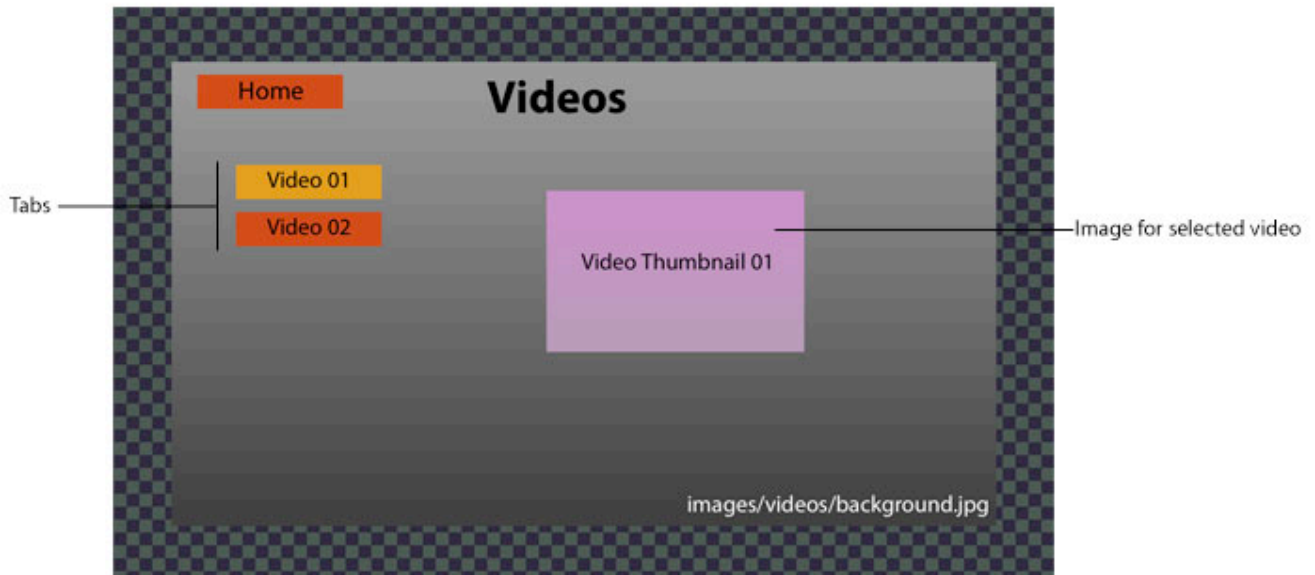 Home
Videos
Video 01
Tabs
Video 02
Image for selected video
Video Thumbnail 01
images/videos/background.jpg